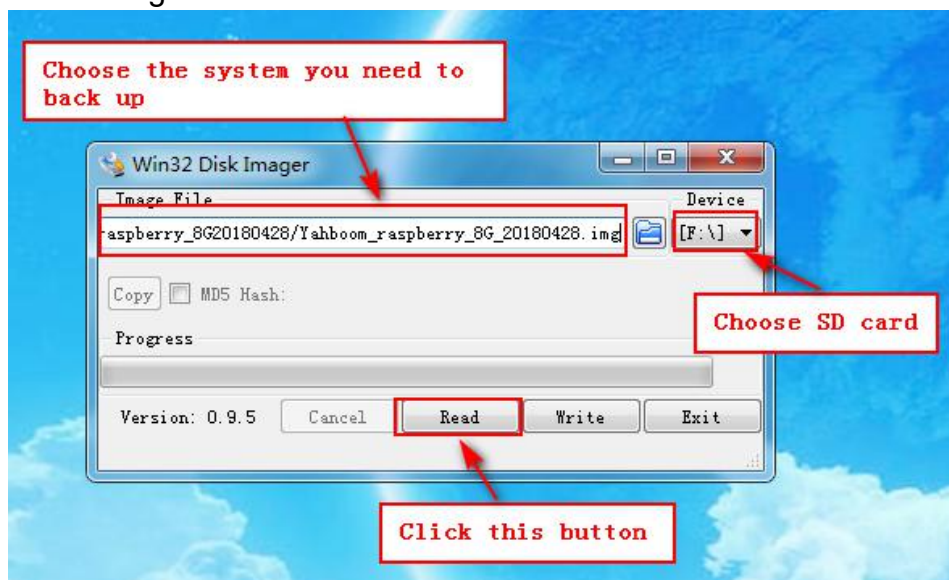 Choose the system you need to
back up
Win32 Disk Imager
Image File
Device
raspberry_8G20180428/Yahboom_raspberry_8G_20180428.img
[F:\]
Copy
MD5 Hash:
Choose SD card
Progress
Version: 0.9.5
Cancel
Read
Write
Exit
Click this button